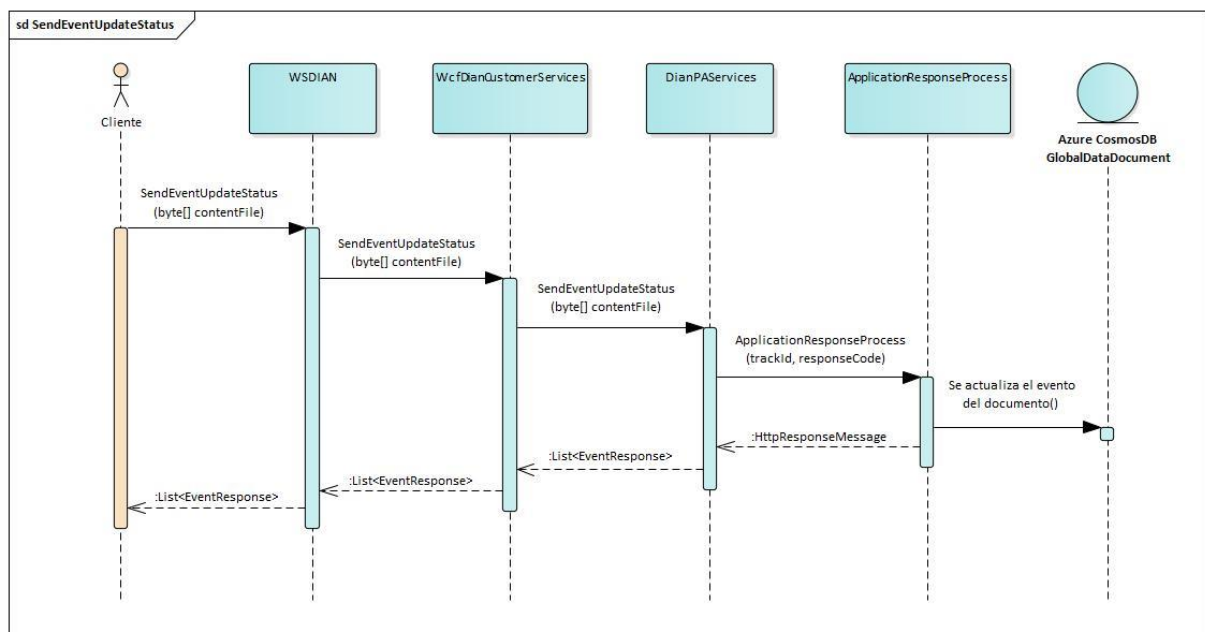 sd SendEventUpdateStatus
WSDIAN
WcfDianCustomerServices
DianPAServices
ApplicationResponseProcess
Cliente
Azure CosmosDB
GlobalDataDocument
SendEventUpdateStatus
(byte[] contentFile)
SendEventUpdateStatus
(byte[] contentFile)
SendEventUpdateStatus
(byte[] contentFile)
ApplicationResponseProcess
(trackId, responseCode)
Se actualiza el evento
del documento()
:HttpResponseMessage
:List<EventResponse>
:List<EventResponse>
:List<EventResponse>